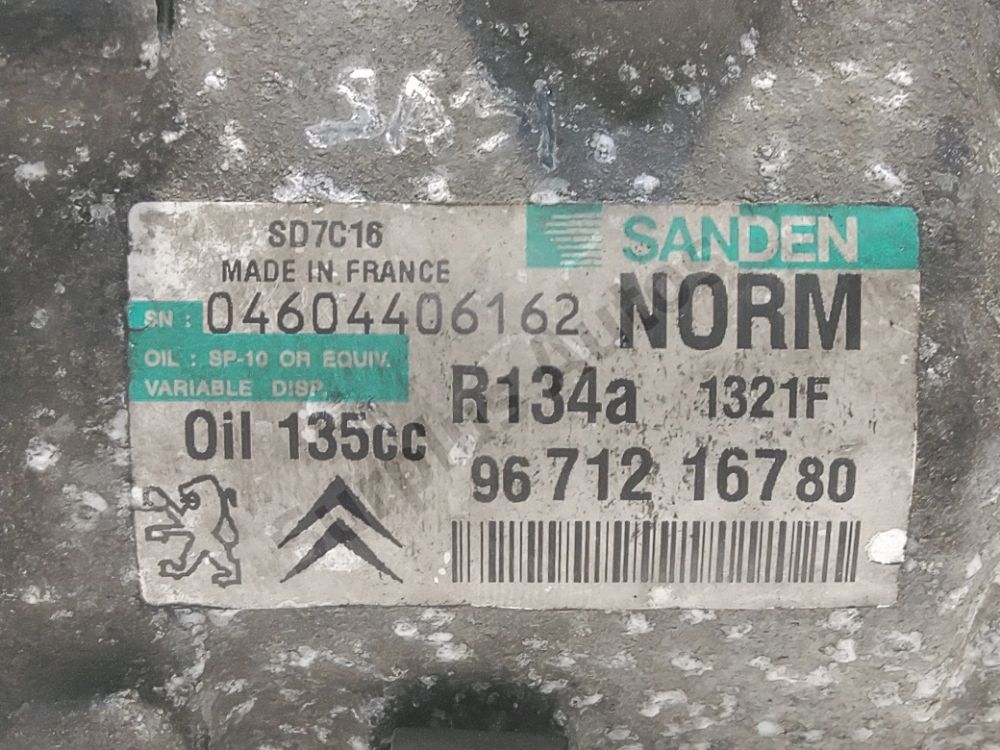 SD7C16
MADE IN FRANCE
SANDEN
SN : 04604406162
NORM
OIL : SP-10 OR EQUIV.
VARIABLE DISP.
R134a 1321F
Oil 135cc
96 712 167 80